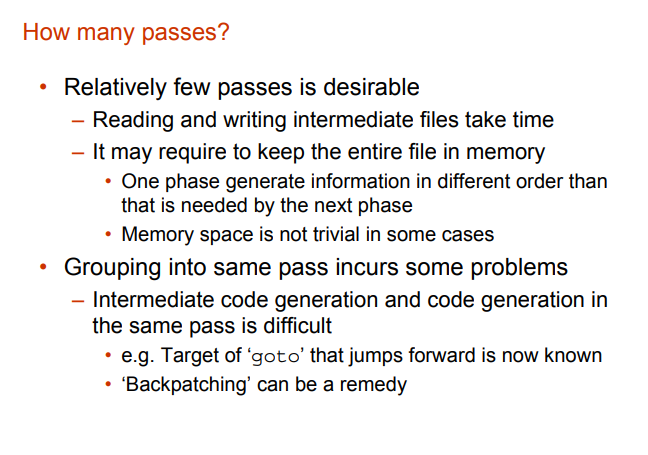 How many passes?
• Relatively few passes is desirable
– Reading and writing intermediate files take time
– It may require to keep the entire file in memory
• One phase generate information in different order than
that is needed by the next phase
• Memory space is not trivial in some cases
• Grouping into same pass incurs some problems
– Intermediate code generation and code generation in
the same pass is difficult
• e.g. Target of ‘goto’ that jumps forward is now known
• ‘Backpatching’ can be a remedy